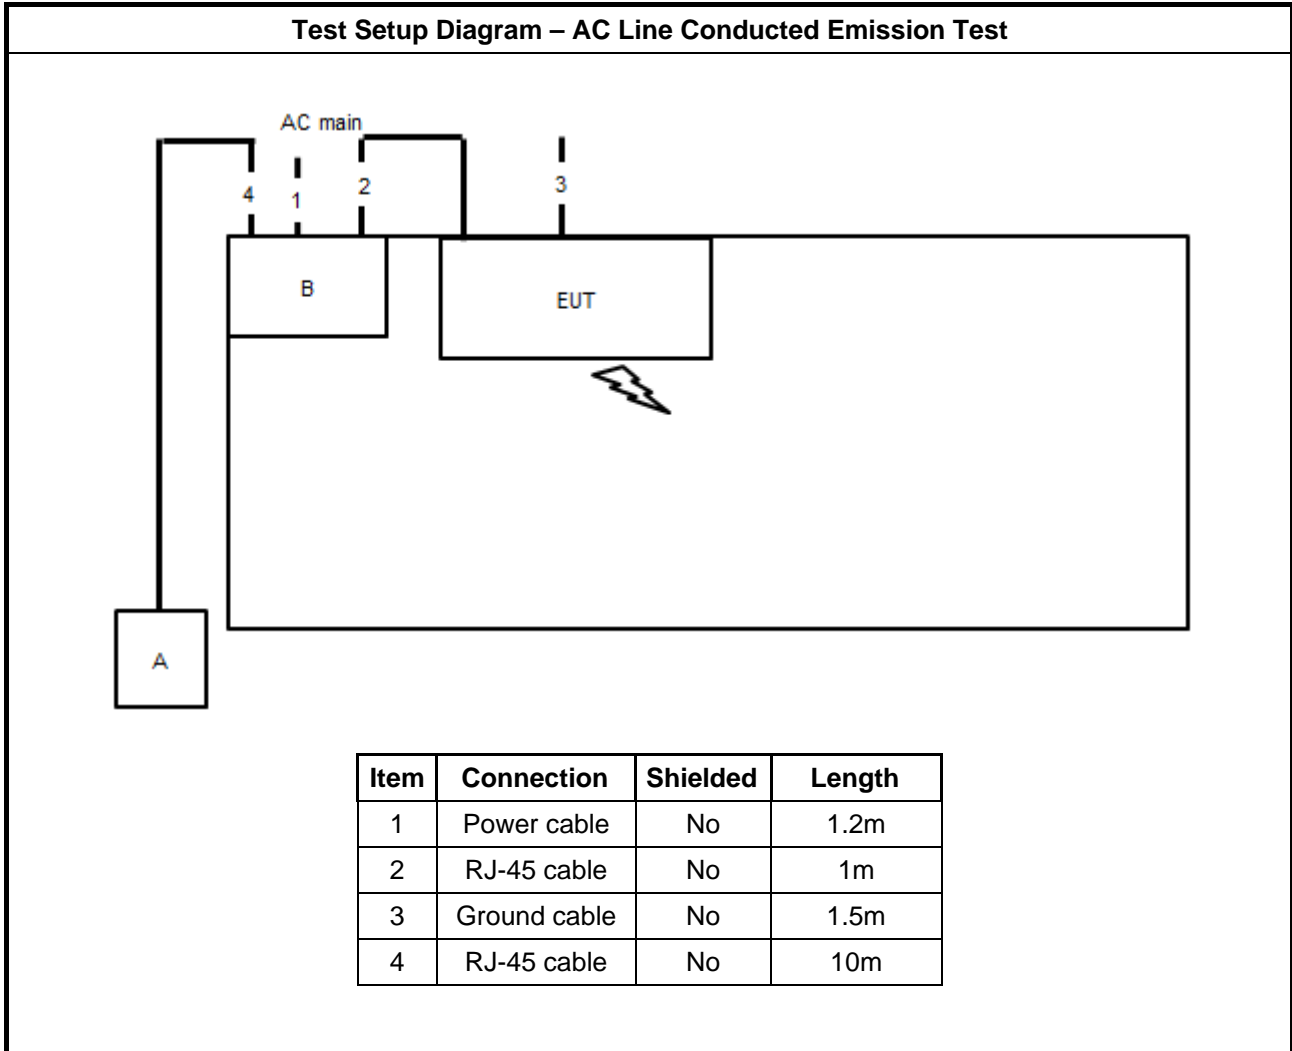 Test Setup Diagram – AC Line Conducted Emission Test
AC main
4 1 2 3
B
EUT
A
Item Connection Shielded Length
1 Power cable No 1.2m
2 RJ-45 cable No 1m
3 Ground cable No 1.5m
4 RJ-45 cable No 10m